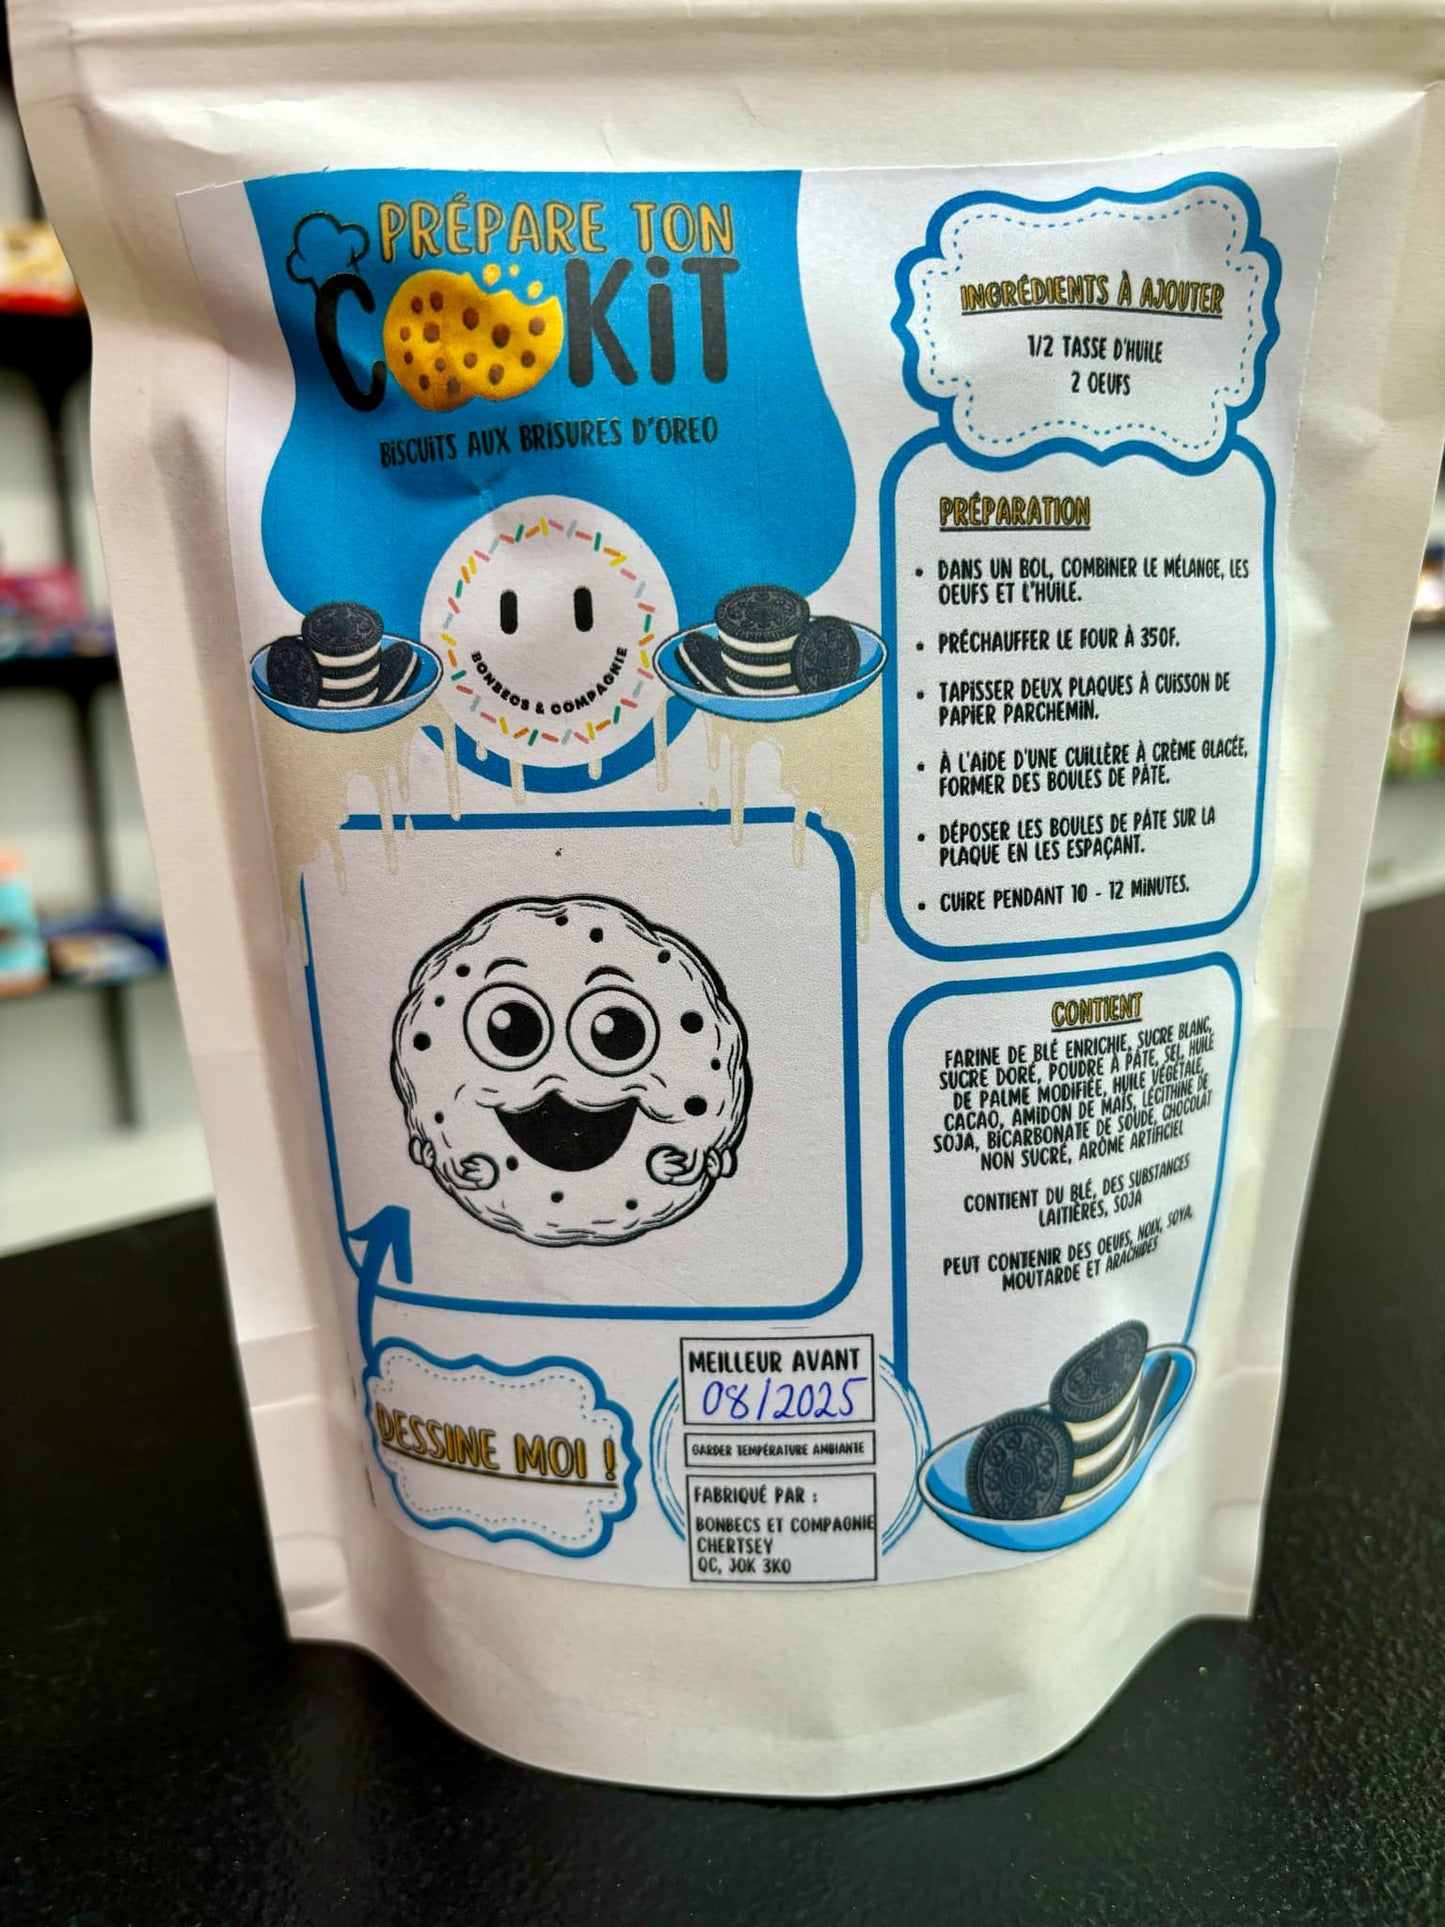 PRÉPARE TON
COOKiT
BiSCUiTS AUX BRISURES D'OREO
BONBECS & COMPAGNIE
INGRÉDIENTS À AJOUTER
1/2 TASSE D'HUILE
2 OEUFS
PRÉPARATION
• DANS UN BOL, COMBINER LE MÉLANGE, LES
OEUFS ET L'HUILE.
• PRÉCHAUFFER LE FOUR À 350F.
• TAPISSER DEUX PLAQUES À CUISSON DE
PAPIER PARCHEMIN.
• À L'AIDE D'UNE CUILLÈRE À CRÈME GLACÉE,
FORMER DES BOULES DE PÂTE.
• DÉPOSER LES BOULES DE PÂTE SUR LA
PLAQUE EN LES ESPAÇANT.
• CUIRE PENDANT 10 - 12 MINUTES.
CONTIENT
FARINE DE BLÉ ENRICHIE, SUCRE BLANC,
SUCRE DORÉ, POUDRE À PÂTE, SEL, HUILE
DE PALME MODIFIÉE, HUILE VÉGÉTALE,
CACAO, AMIDON DE MAÏS, LÉCITHINE DE
SOJA, BICARBONATE DE SOUDE, CHOCOLAT
NON SUCRÉ, ARÔME ARTIFICIEL
CONTIENT DU BLÉ, DES SUBSTANCES
LAITIÈRES, SOJA
PEUT CONTENIR DES OEUFS, NOIX, SOYA,
MOUTARDE ET ARACHIDES
DESSINE MOI !
MEILLEUR AVANT
08/2025
GARDER TEMPÉRATURE AMBIANTE
FABRIQUÉ PAR :
BONBECS ET COMPAGNIE
CHERTSEY
QC, J0K 3K0